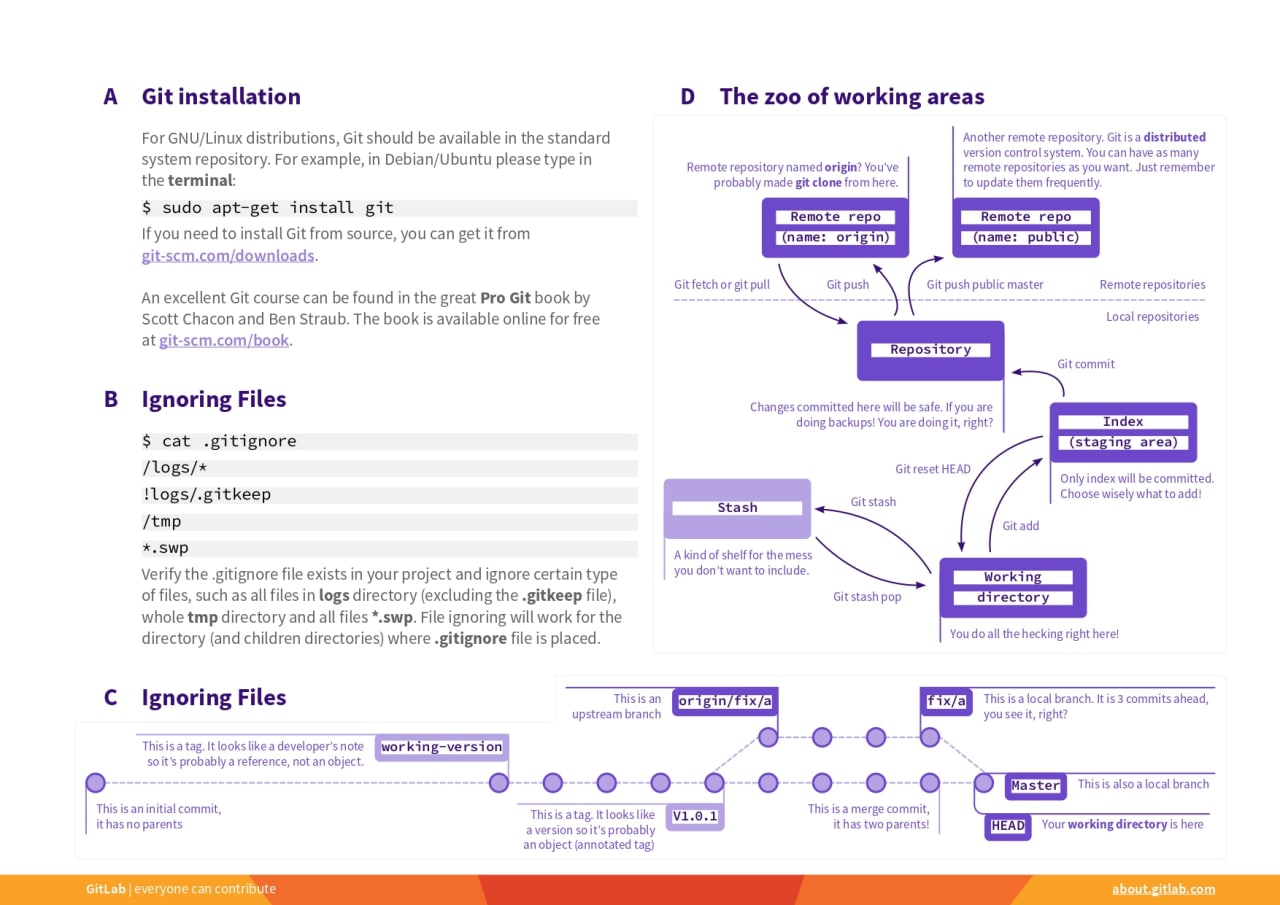 A Git installation
For GNU/Linux distributions, Git should be available in the standard
system repository. For example, in Debian/Ubuntu please type in
the terminal:
$ sudo apt-get install git
If you need to install Git from source, you can get it from
git-scm.com/downloads.
An excellent Git course can be found in the great Pro Git book by
Scott Chacon and Ben Straub. The book is available online for free
at git-scm.com/book.
B Ignoring Files
$ cat .gitignore
/logs/*
!logs/.gitkeep
/tmp
*.swp
Verify the .gitignore file exists in your project and ignore certain type
of files, such as all files in logs directory (excluding the .gitkeep file),
whole tmp directory and all files *.swp. File ignoring will work for the
directory (and children directories) where .gitignore file is placed.
D The zoo of working areas
Remote repository named origin? You've
probably made git clone from here.
Another remote repository. Git is a distributed
version control system. You can have as many
remote repositories as you want. Just remember
to update them frequently.
Remote repo
(name: origin)
Remote repo
(name: public)
Git fetch or git pull
Git push
Git push public master
Remote repositories
Local repositories
Repository
Git commit
Changes committed here will be safe. If you are
doing backups! You are doing it, right?
Index
(staging area)
Git reset HEAD
Only index will be committed.
Choose wisely what to add!
Stash
Git stash
Git add
A kind of shelf for the mess
you don't want to include.
Git stash pop
Working
directory
You do all the hecking right here!
C Ignoring Files
This is a tag. It looks like a developer's note
so it's probably a reference, not an object.
working-version
This is an
upstream branch
origin/fix/a
fix/a
This is a local branch. It is 3 commits ahead,
you see it, right?
This is an initial commit,
it has no parents
This is a tag. It looks like
a version so it's probably
an object (annotated tag)
V1.0.1
This is a merge commit,
it has two parents!
Master
This is also a local branch
HEAD
Your working directory is here
GitLab | everyone can contribute
about.gitlab.com